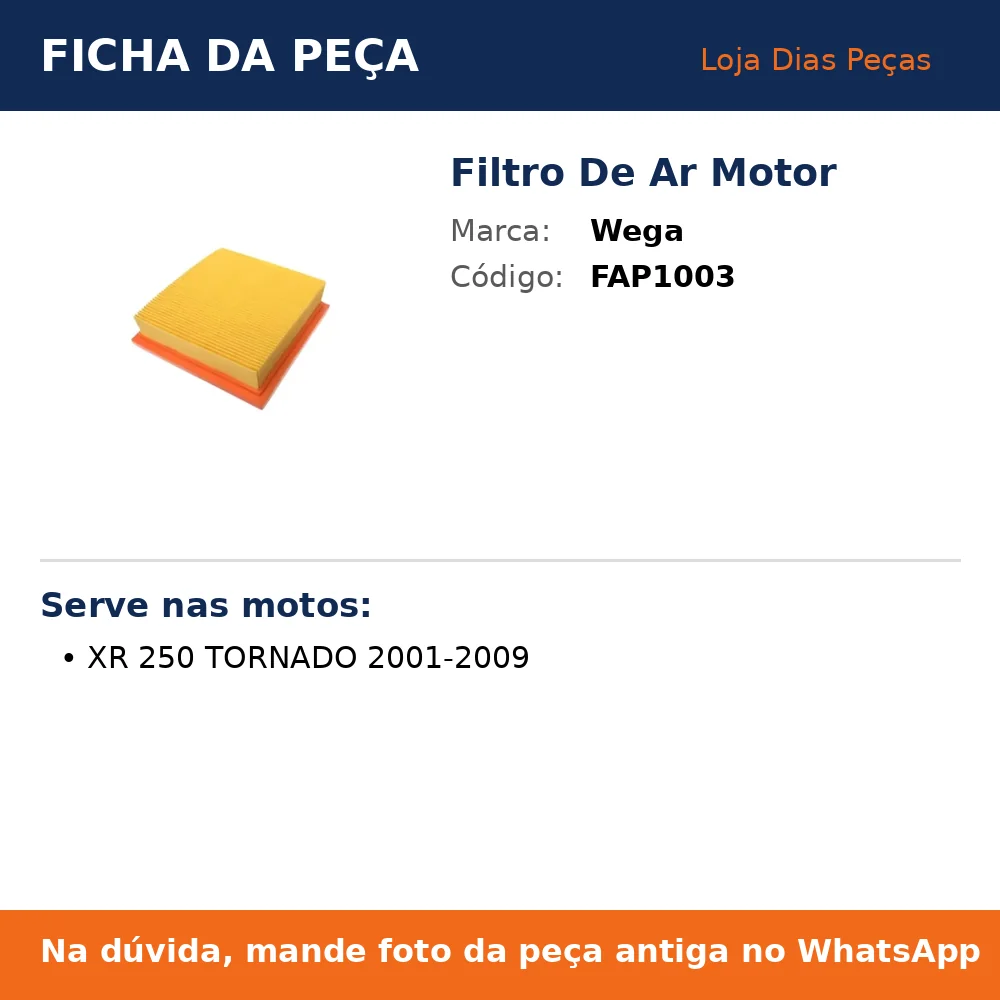 FICHA DA PEÇA
Loja Dias Peças
Filtro De Ar Motor
Marca: Wega
Código: FAP1003
Serve nas motos:
• XR 250 TORNADO 2001-2009
Na dúvida, mande foto da peça antiga no WhatsApp